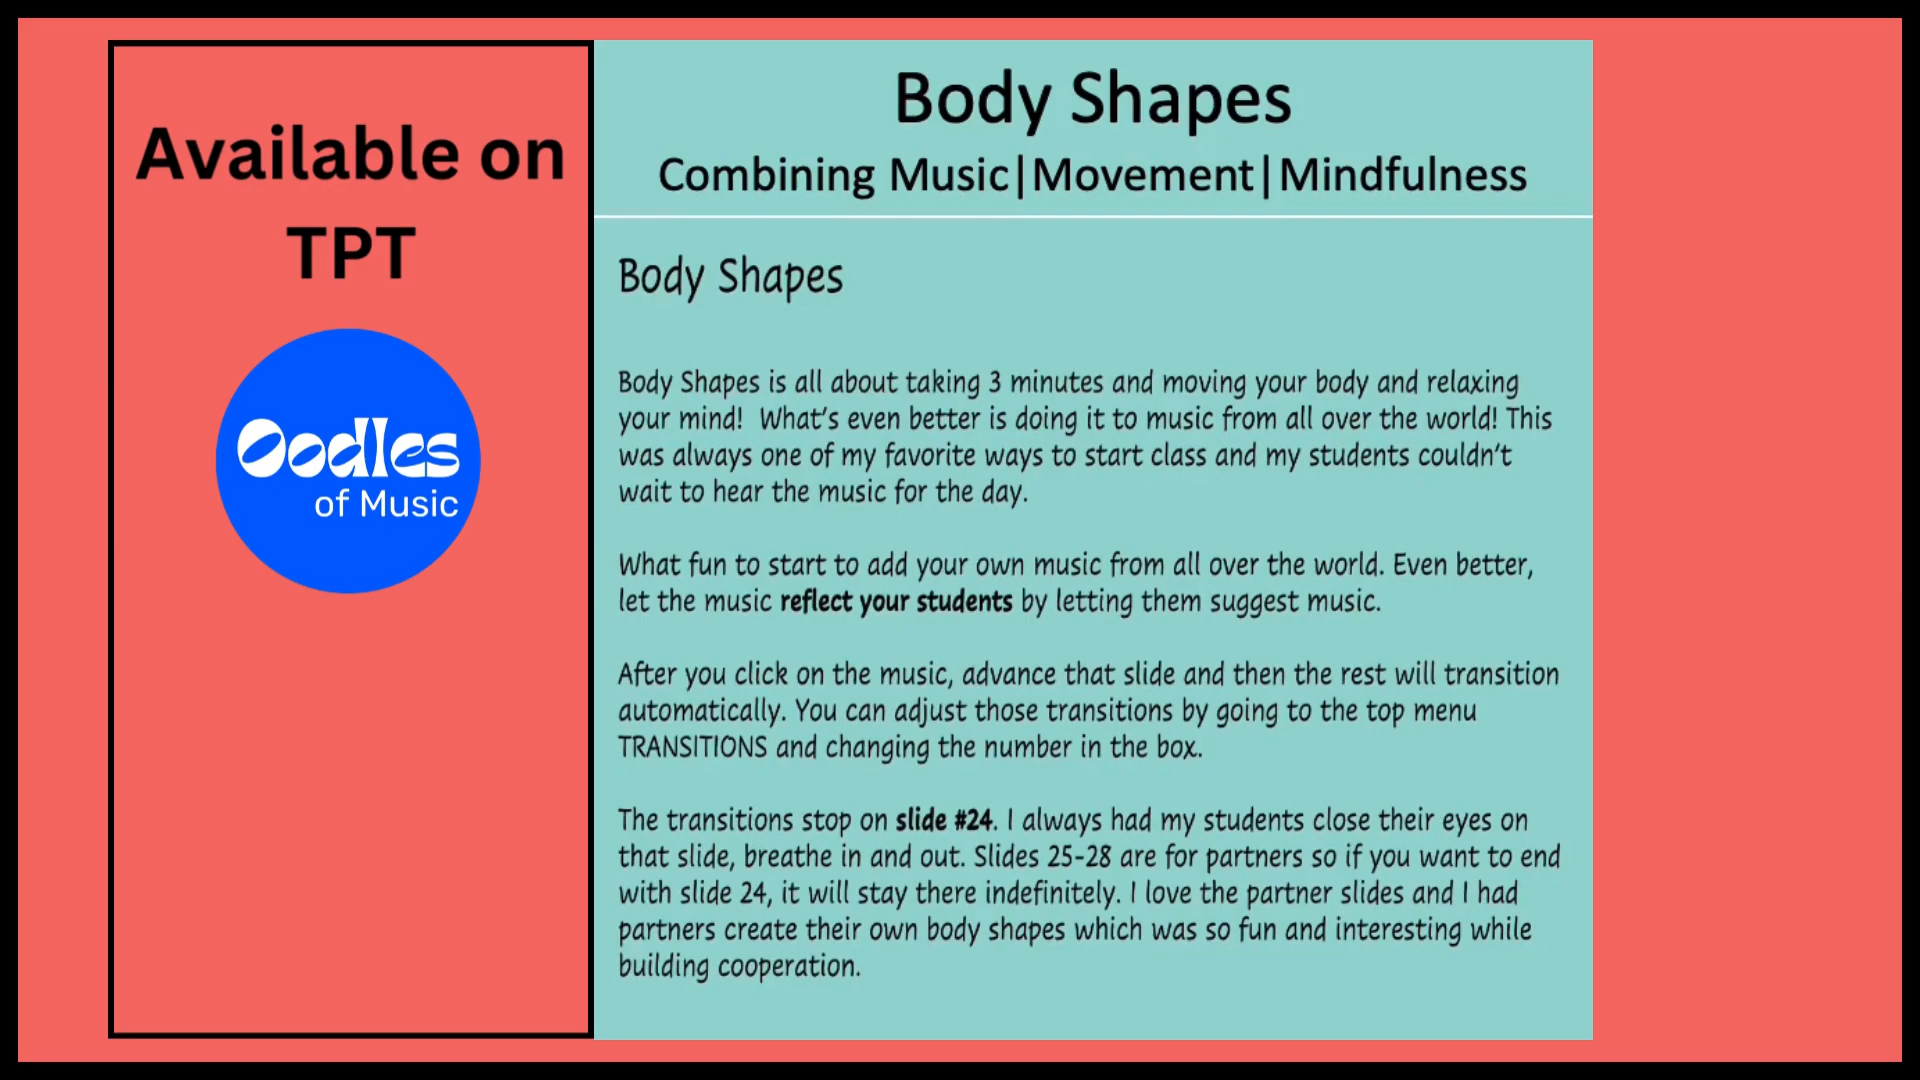 Available on
TPT
Oodles
of Music
Body Shapes
Combining Music|Movement|Mindfulness
Body Shapes
Body Shapes is all about taking 3 minutes and moving your body and relaxing
your mind!  What's even better is doing it to music from all over the world! This
was always one of my favorite ways to start class and my students couldn't
wait to hear the music for the day.
What fun to start to add your own music from all over the world. Even better,
let the music reflect your students by letting them suggest music.
After you click on the music, advance that slide and then the rest will transition
automatically. You can adjust those transitions by going to the top menu
TRANSITIONS and changing the number in the box.
The transitions stop on slide #24. I always had my students close their eyes on
that slide, breathe in and out. Slides 25-28 are for partners so if you want to end
with slide 24, it will stay there indefinitely. I love the partner slides and I had
partners create their own body shapes which was so fun and interesting while
building cooperation.